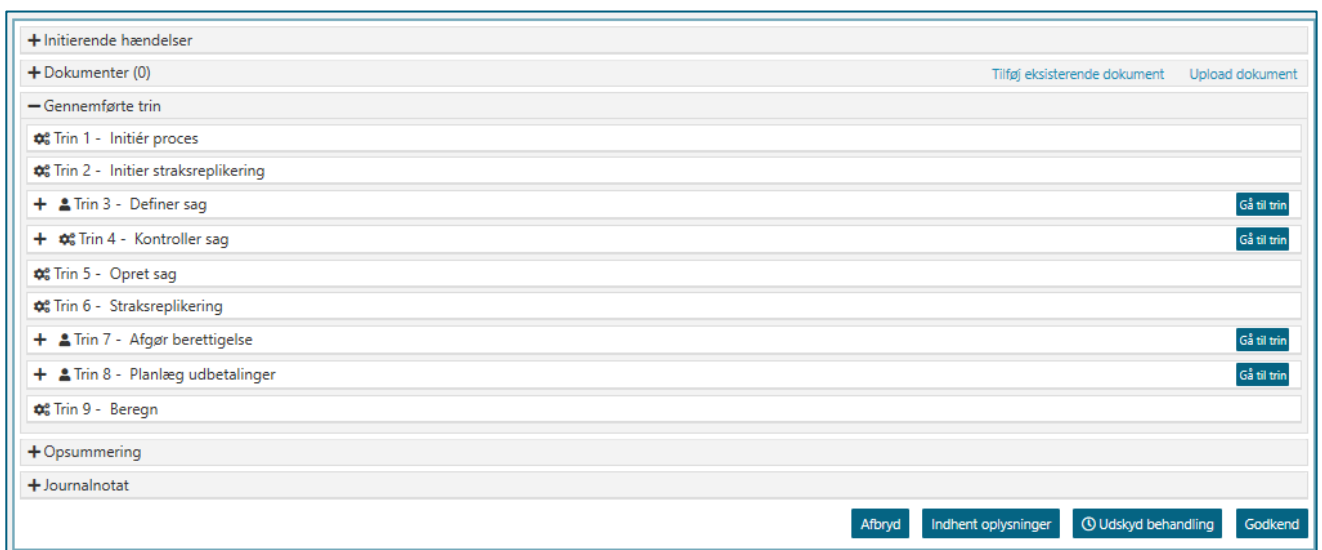 Initierende hændelser
Dokumenter (0) Tilføj eksisterende dokument Upload dokument
Gennemførte trin
Trin 1 - Initiér proces
Trin 2 - Initier straksreplikering
Trin 3 - Definer sag Gå til trin
Trin 4 - Kontroller sag Gå til trin
Trin 5 - Opret sag
Trin 6 - Straksreplikering
Trin 7 - Afgør berettigelse Gå til trin
Trin 8 - Planlæg udbetalinger Gå til trin
Trin 9 - Beregn
Opsummering
Journalnotat
Afbryd Indhent oplysninger Udskyd behandling Godkend